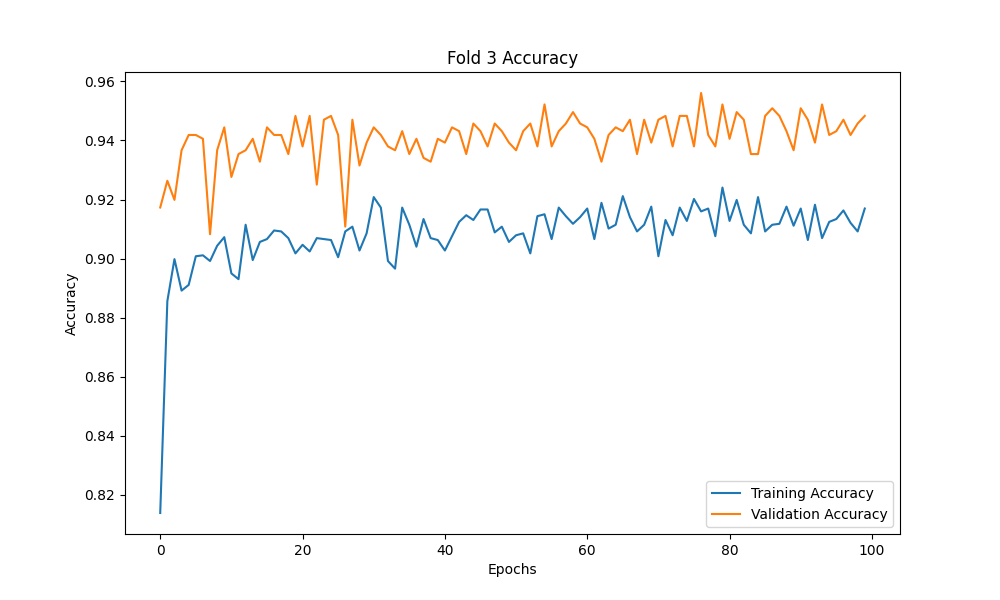 Fold 3 Accuracy
0.96
0.94
0.92
0.90
0.88
0.86
0.84
0.82
Accuracy
0 20 40 60 80 100
Epochs
Training Accuracy
Validation Accuracy